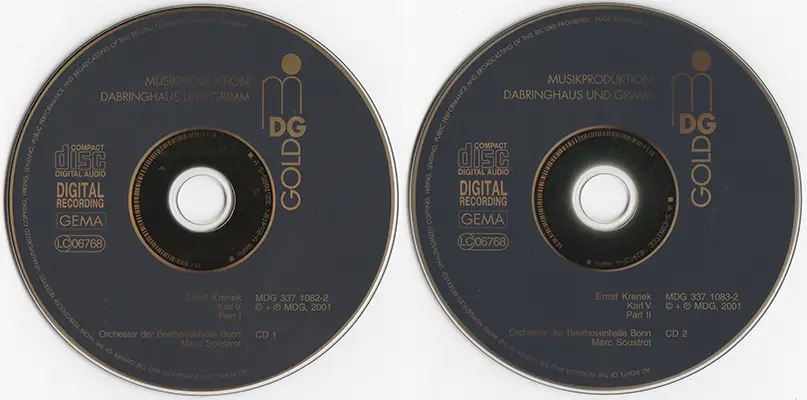 MUSIKPRODUKTION
DABRINGHAUS UND GRIMM
DG
GOLD
COMPACT
disc
DIGITAL AUDIO
DIGITAL
RECORDING
GEMA
LC 06768
Ernst Krenek
Karl V
Part I
MDG 337 1082-2
© + ℗ MDG, 2001
Orchester der Beethovenhalle Bonn
Marc Soustrot
CD 1
MUSIKPRODUKTION
DABRINGHAUS UND GRIMM
DG
GOLD
COMPACT
disc
DIGITAL AUDIO
DIGITAL
RECORDING
GEMA
LC 06768
Ernst Krenek
Karl V
Part II
MDG 337 1083-2
© + ℗ MDG, 2001
Orchester der Beethovenhalle Bonn
Marc Soustrot
CD 2